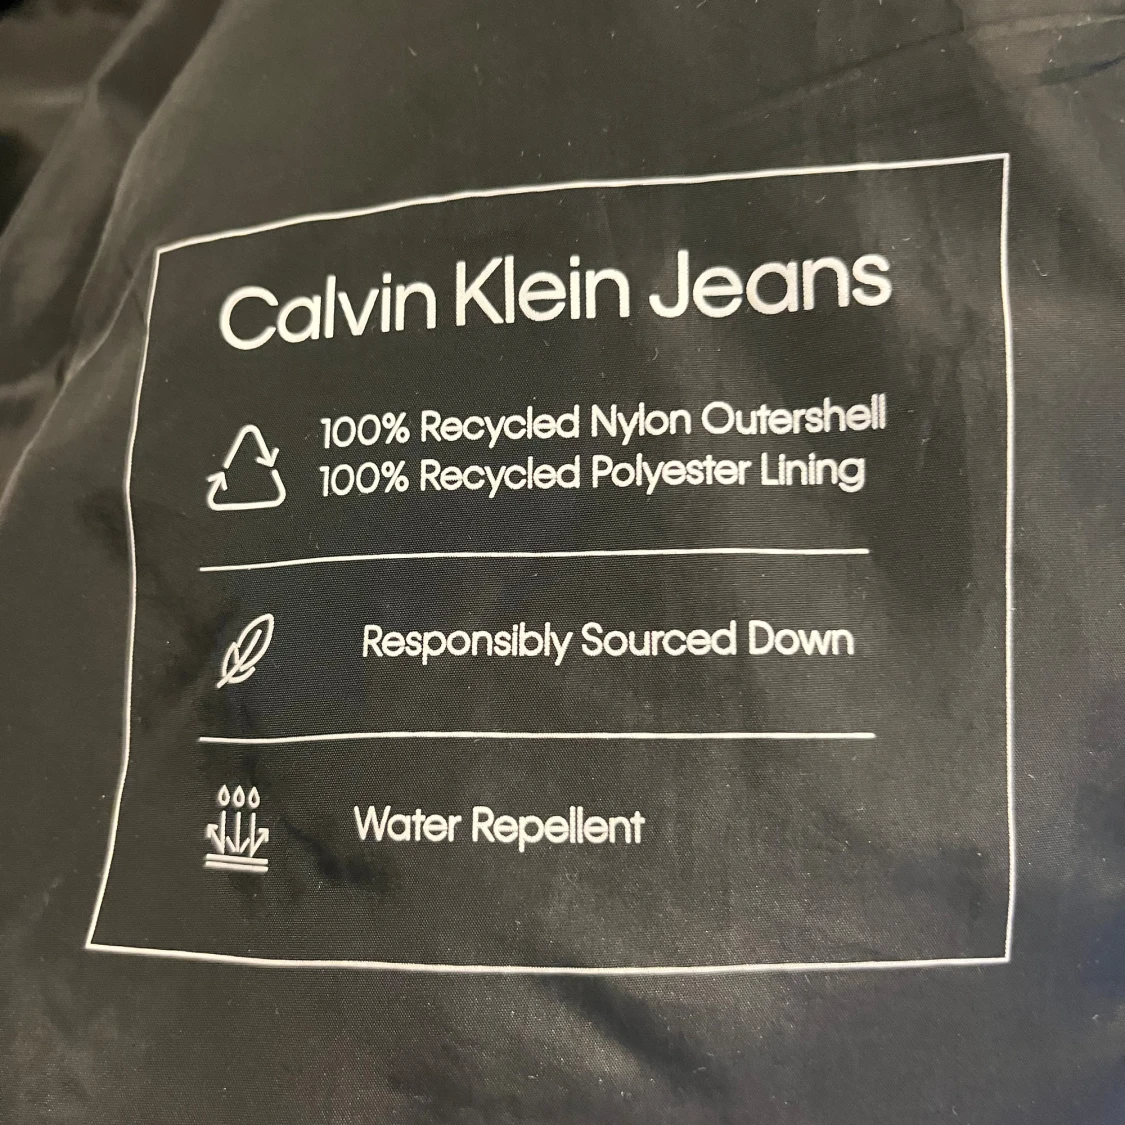 Calvin Klein Jeans
100% Recycled Nylon Outershell
100% Recycled Polyester Lining
Responsibly Sourced Down
Water Repellent